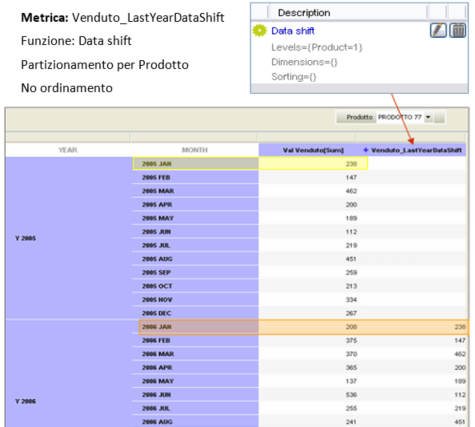 Metrica: Venduto_LastYearDataShift
Funzione: Data shift
Partizionamento per Prodotto
No ordinamento
Description
Data shift
Levels={Product=1}
Dimensions={}
Sorting={}
Prodotto PRODOTTO 77
YEAR MONTH Val Venduto[Sum] + Venduto_LastYearDataShift
2005 JAN 238
2005 FEB 147
2005 MAR 462
2005 APR 200
2005 MAY 189
2005 JUN 112
2005 JUL 219
2005 AUG 451
2005 SEP 259
2005 OCT 213
2005 NOV 334
2005 DEC 267
Y 2005
2006 JAN 208 238
2006 FEB 375 147
2006 MAR 370 462
2006 APR 365 200
2006 MAY 137 189
2006 JUN 536 112
2006 JUL 255 219
2006 AUG 241 451
Y 2006